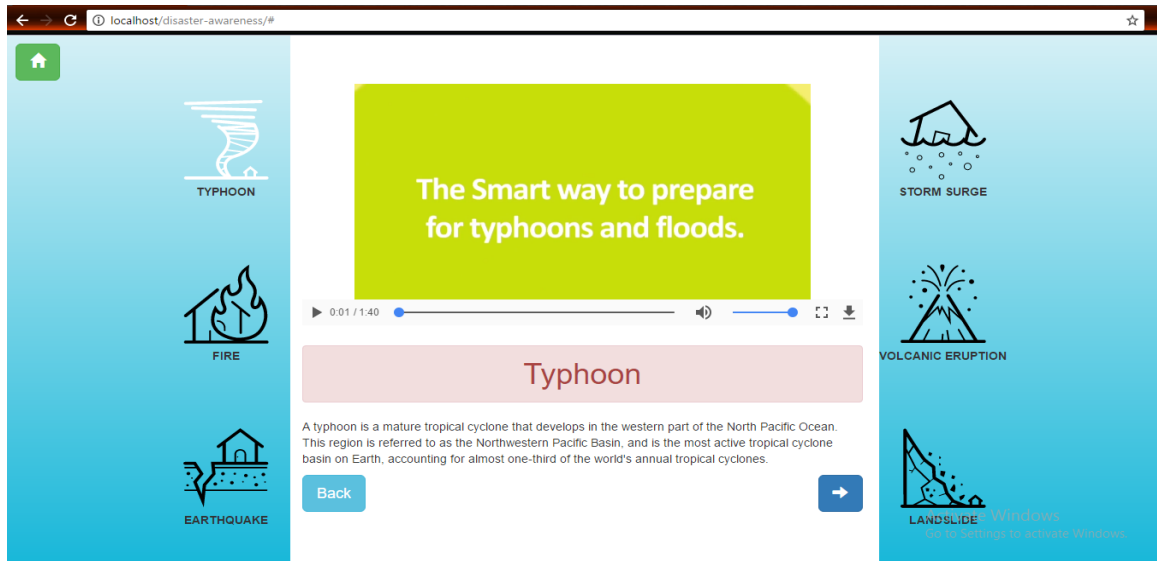 localhost/disaster-awareness/#
TYPHOON
FIRE
EARTHQUAKE
The Smart way to prepare
for typhoons and floods.
0:01 / 1:40
Typhoon
A typhoon is a mature tropical cyclone that develops in the western part of the North Pacific Ocean.
This region is referred to as the Northwestern Pacific Basin, and is the most active tropical cyclone
basin on Earth, accounting for almost one-third of the world's annual tropical cyclones.
Back
STORM SURGE
VOLCANIC ERUPTION
LANDSLIDE
Activate Windows
Go to Settings to activate Windows.